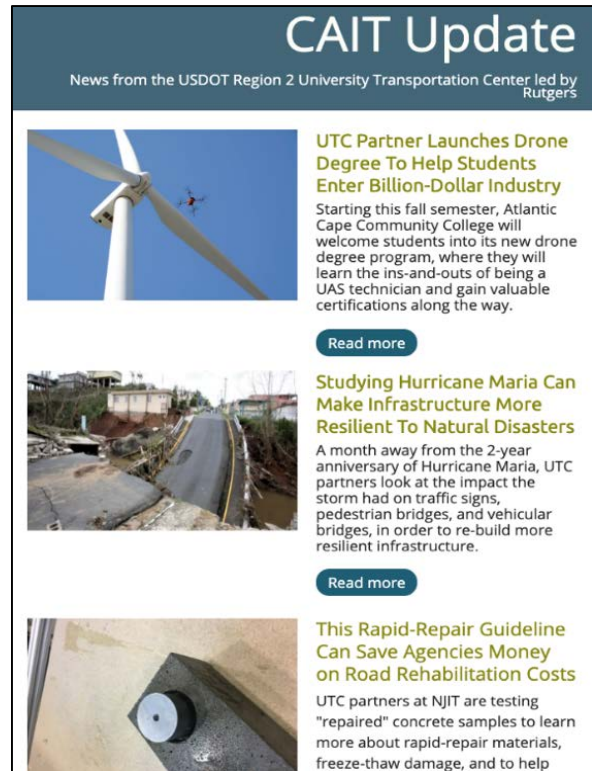 CAIT Update
News from the USDOT Region 2 University Transportation Center led by
Rutgers
UTC Partner Launches Drone
Degree To Help Students
Enter Billion-Dollar Industry
Starting this fall semester, Atlantic
Cape Community College will
welcome students into its new drone
degree program, where they will
learn the ins-and-outs of being a
UAS technician and gain valuable
certifications along the way.
Read more
Studying Hurricane Maria Can
Make Infrastructure More
Resilient To Natural Disasters
A month away from the 2-year
anniversary of Hurricane Maria, UTC
partners look at the impact the
storm had on traffic signs,
pedestrian bridges, and vehicular
bridges, in order to re-build more
resilient infrastructure.
Read more
This Rapid-Repair Guideline
Can Save Agencies Money
on Road Rehabilitation Costs
UTC partners at NJIT are testing
"repaired" concrete samples to learn
more about rapid-repair materials,
freeze-thaw damage, and to help